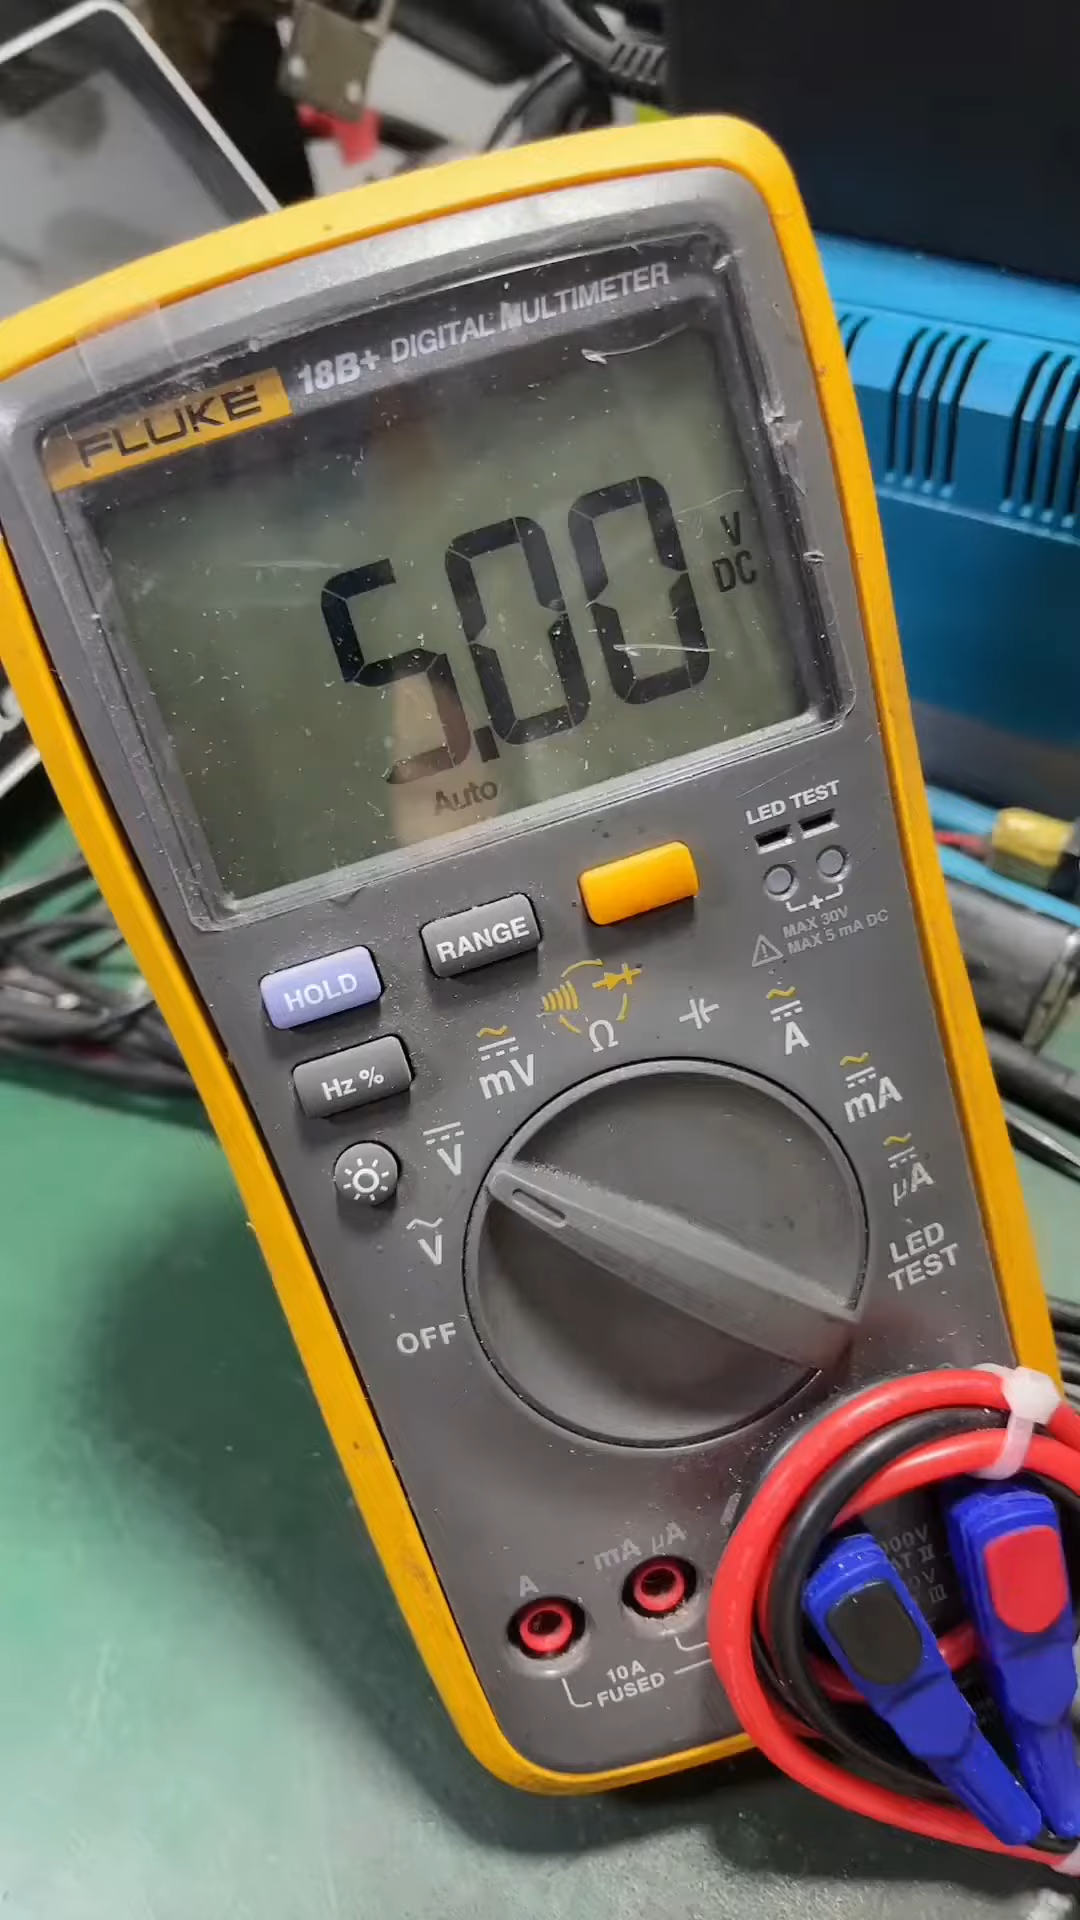 FLUKE 18B+ DIGITAL MULTIMETER
5.00 V DC
Auto
LED TEST
MAX 30V
MAX 5 mA DC
RANGE
HOLD
Hz %
mV
Ω
A
mA
µA
LED TEST
V
V
OFF
A
mA µA
10A
FUSED